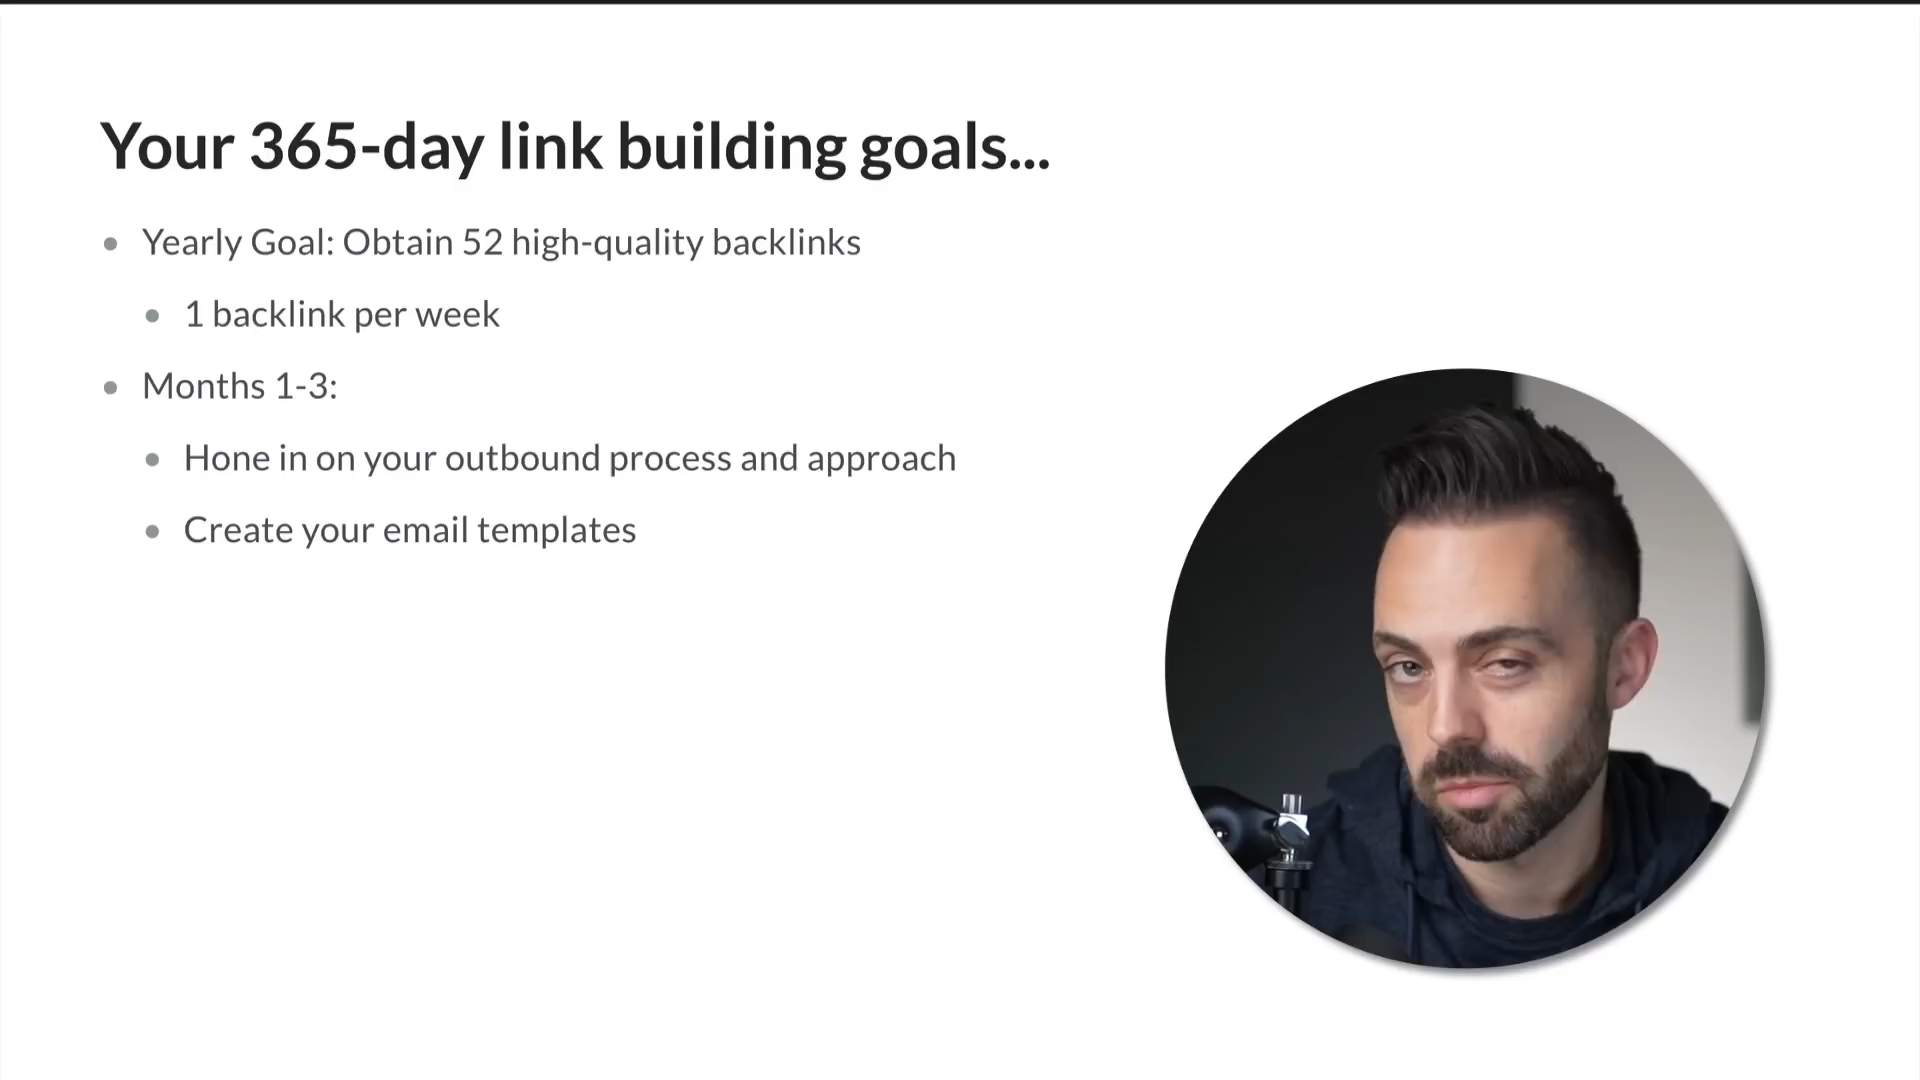 Your 365-day link building goals...
Yearly Goal: Obtain 52 high-quality backlinks
1 backlink per week
Months 1-3:
Hone in on your outbound process and approach
Create your email templates